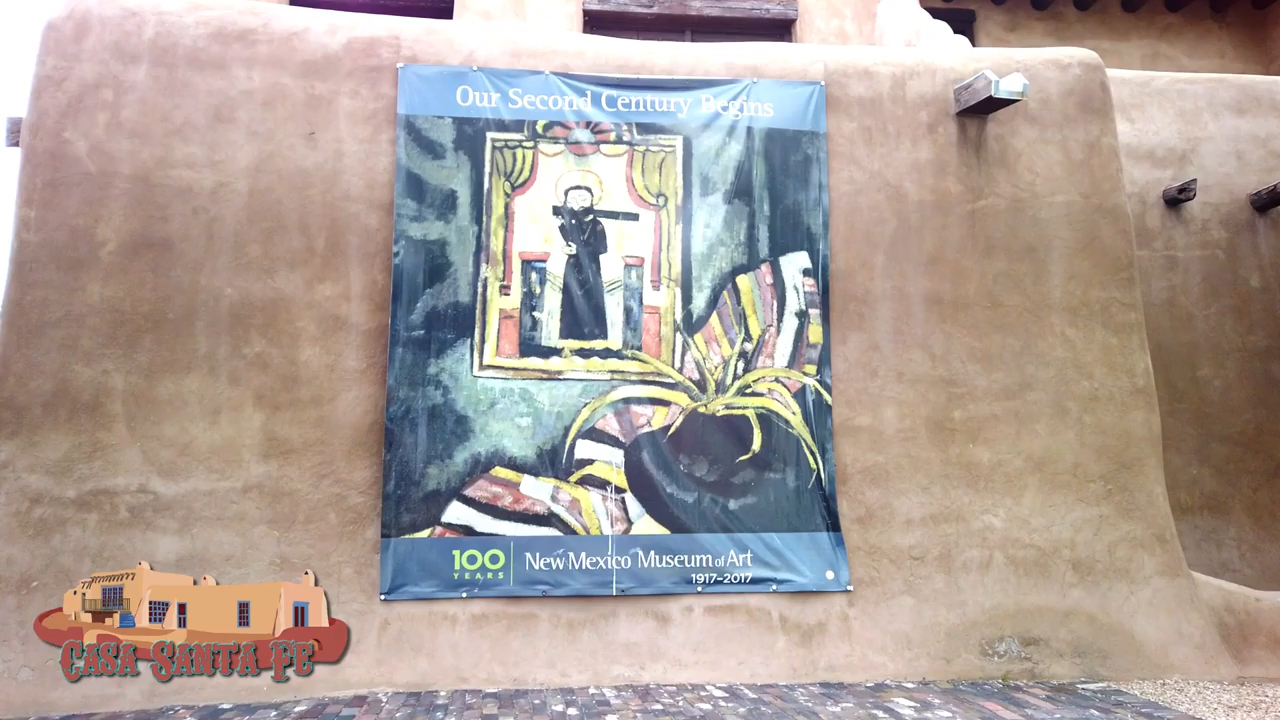 Our Second Century Begins
100 YEARS
New Mexico Museum of Art
1917–2017
CASA SANTA FE